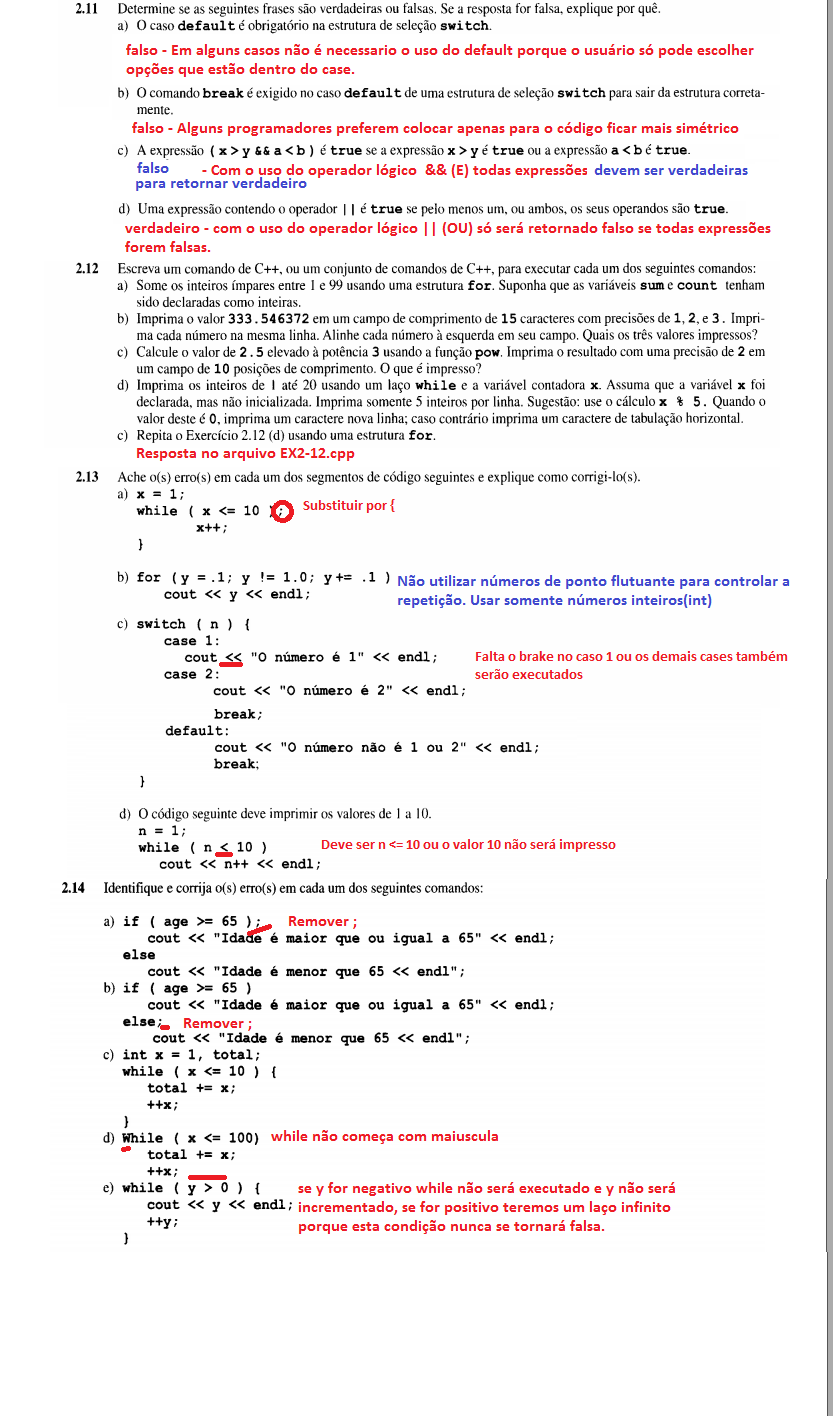 2.11 Determine se as seguintes frases são verdadeiras ou falsas. Se a resposta for falsa, explique por quê.
a) O caso default é obrigatório na estrutura de seleção switch.
falso - Em alguns casos não é necessario o uso do default porque o usuário só pode escolher
opções que estão dentro do case.
b) O comando break é exigido no caso default de uma estrutura de seleção switch para sair da estrutura correta-
mente.
falso - Alguns programadores preferem colocar apenas para o código ficar mais simétrico
c) A expressão ( x > y && a < b ) é true se a expressão x > y é true ou a expressão a < b é true.
falso - Com o uso do operador lógico && (E) todas expressões devem ser verdadeiras
para retornar verdadeiro
d) Uma expressão contendo o operador || é true se pelo menos um, ou ambos, os seus operandos são true.
verdadeiro - com o uso do operador lógico || (OU) só será retornado falso se todas expressões
forem falsas.
2.12 Escreva um comando de C++, ou um conjunto de comandos de C++, para executar cada um dos seguintes comandos:
a) Some os inteiros ímpares entre 1 e 99 usando uma estrutura for. Suponha que as variáveis sum e count tenham
sido declaradas como inteiras.
b) Imprima o valor 333.546372 em um campo de comprimento de 15 caracteres com precisões de 1, 2, e 3. Impri-
ma cada número na mesma linha. Alinhe cada número à esquerda em seu campo. Quais os três valores impressos?
c) Calcule o valor de 2.5 elevado à potência 3 usando a função pow. Imprima o resultado com uma precisão de 2 em
um campo de 10 posições de comprimento. O que é impresso?
d) Imprima os inteiros de 1 até 20 usando um laço while e a variável contadora x. Assuma que a variável x foi
declarada, mas não inicializada. Imprima somente 5 inteiros por linha. Sugestão: use o cálculo x % 5. Quando o
valor deste é 0, imprima um caractere nova linha; caso contrário imprima um caractere de tabulação horizontal.
c) Repita o Exercício 2.12 (d) usando uma estrutura for.
Resposta no arquivo EX2-12.cpp
2.13 Ache o(s) erro(s) em cada um dos segmentos de código seguintes e explique como corrigi-lo(s).
a) x = 1;
while ( x <= 10 ); Substituir por {
x++;
}
b) for ( y = .1; y != 1.0; y += .1 ) Não utilizar números de ponto flutuante para controlar a
cout << y << endl; repetição. Usar somente números inteiros(int)
c) switch ( n ) {
case 1:
cout << "O número é 1" << endl; Falta o brake no caso 1 ou os demais cases também
case 2: serão executados
cout << "O número é 2" << endl;
break;
default:
cout << "O número não é 1 ou 2" << endl;
break;
}
d) O código seguinte deve imprimir os valores de 1 a 10.
n = 1;
while ( n < 10 ) Deve ser n <= 10 ou o valor 10 não será impresso
cout << n++ << endl;
2.14 Identifique e corrija o(s) erro(s) em cada um dos seguintes comandos:
a) if ( age >= 65 ); Remover ;
cout << "Idade é maior que ou igual a 65" << endl;
else
cout << "Idade é menor que 65 << endl";
b) if ( age >= 65 )
cout << "Idade é maior que ou igual a 65" << endl;
else; Remover ;
cout << "Idade é menor que 65 << endl";
c) int x = 1, total;
while ( x <= 10 ) {
total += x;
++x;
}
d) While ( x <= 100) while não começa com maiuscula
total += x;
++x;
e) while ( y > 0 ) { se y for negativo while não será executado e y não será
cout << y << endl; incrementado, se for positivo teremos um laço infinito
++y; porque esta condição nunca se tornará falsa.
}